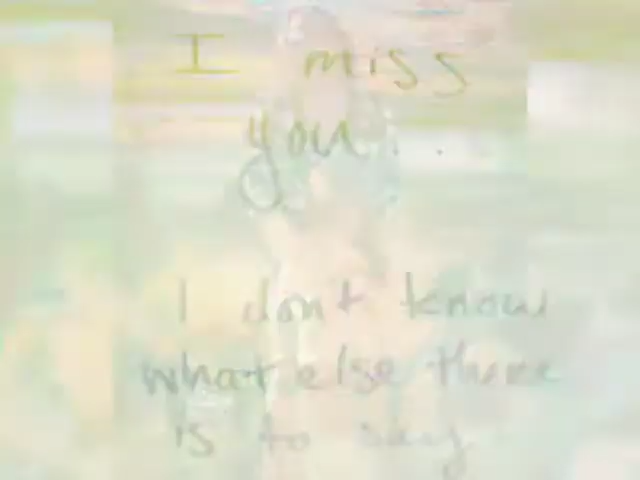 I miss
you...
I don't know
what else there
is to say